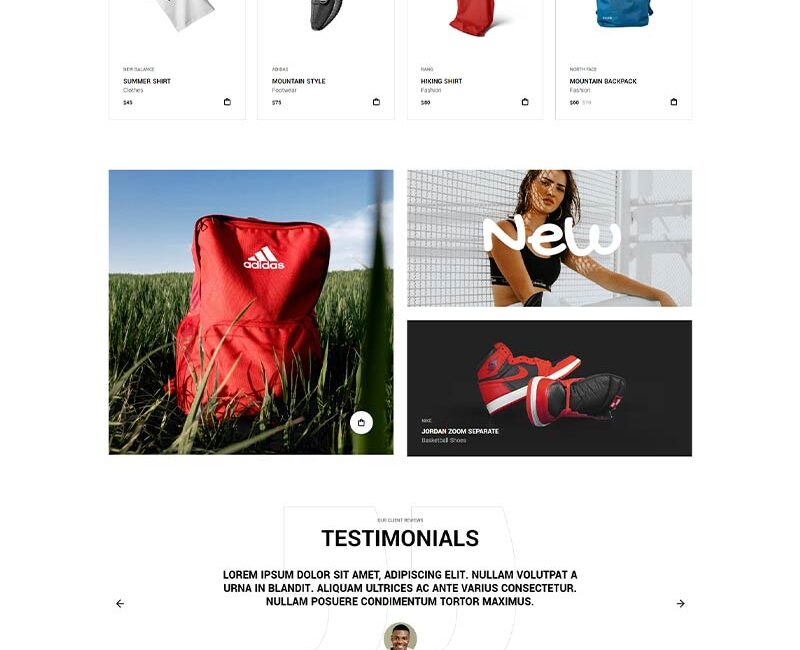 NEW BALANCE
SUMMER SHIRT
Clothes
$45
ADIDAS
MOUNTAIN STYLE
Footwear
$75
NANG
HIKING SHIRT
Fashion
$80
NORTH FACE
MOUNTAIN BACKPACK
Fashion
$60 $70
adidas
New
NIKE
JORDAN ZOOM SEPARATE
Basketball Shoes
OUR CLIENT REVIEWS
TESTIMONIALS
LOREM IPSUM DOLOR SIT AMET, ADIPISCING ELIT. NULLAM VOLUTPAT A
URNA IN BLANDIT. ALIQUAM ULTRICES AC ANTE VARIUS CONSECTETUR.
NULLAM POSUERE CONDIMENTUM TORTOR MAXIMUS.